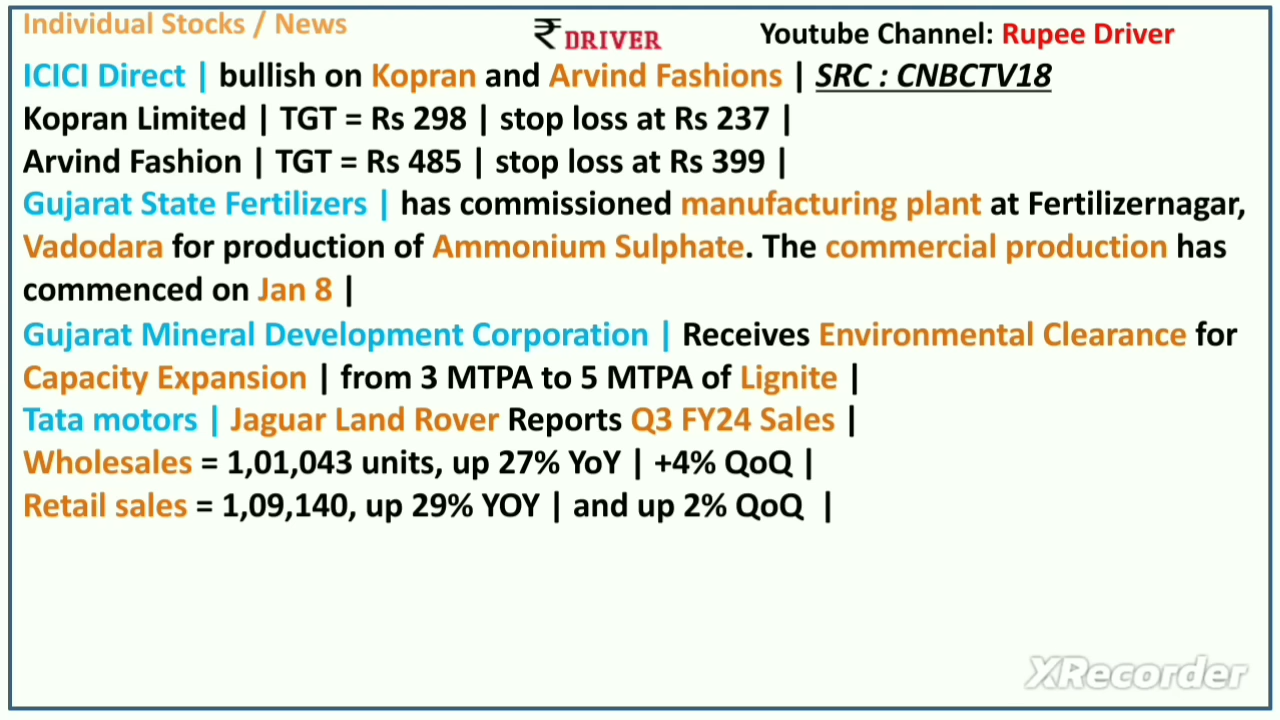 Individual Stocks / News
₹ DRIVER
Youtube Channel: Rupee Driver
ICICI Direct | bullish on Kopran and Arvind Fashions | SRC : CNBCTV18
Kopran Limited | TGT = Rs 298 | stop loss at Rs 237 |
Arvind Fashion | TGT = Rs 485 | stop loss at Rs 399 |
Gujarat State Fertilizers | has commissioned manufacturing plant at Fertilizernagar,
Vadodara for production of Ammonium Sulphate. The commercial production has
commenced on Jan 8 |
Gujarat Mineral Development Corporation | Receives Environmental Clearance for
Capacity Expansion | from 3 MTPA to 5 MTPA of Lignite |
Tata motors | Jaguar Land Rover Reports Q3 FY24 Sales |
Wholesales = 1,01,043 units, up 27% YoY | +4% QoQ |
Retail sales = 1,09,140, up 29% YOY | and up 2% QoQ |
XRecorder